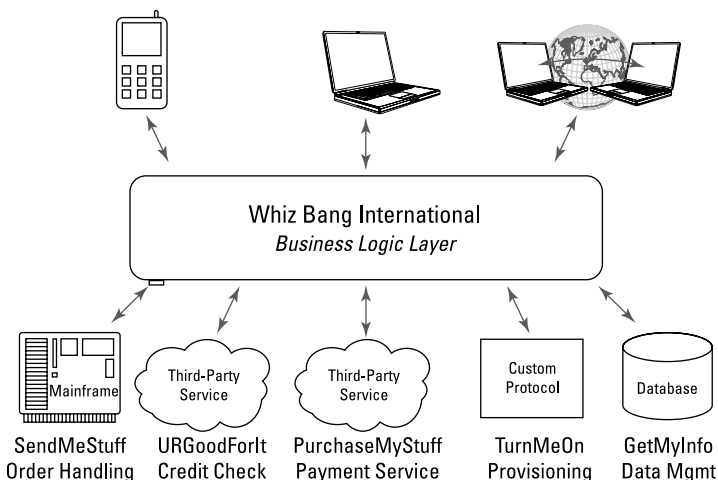 Whiz Bang International
Business Logic Layer
Mainframe
Third-Party
Service
Third-Party
Service
Custom
Protocol
Database
SendMeStuff
Order Handling
URGoodForIt
Credit Check
PurchaseMyStuff
Payment Service
TurnMeOn
Provisioning
GetMyInfo
Data Mgmt